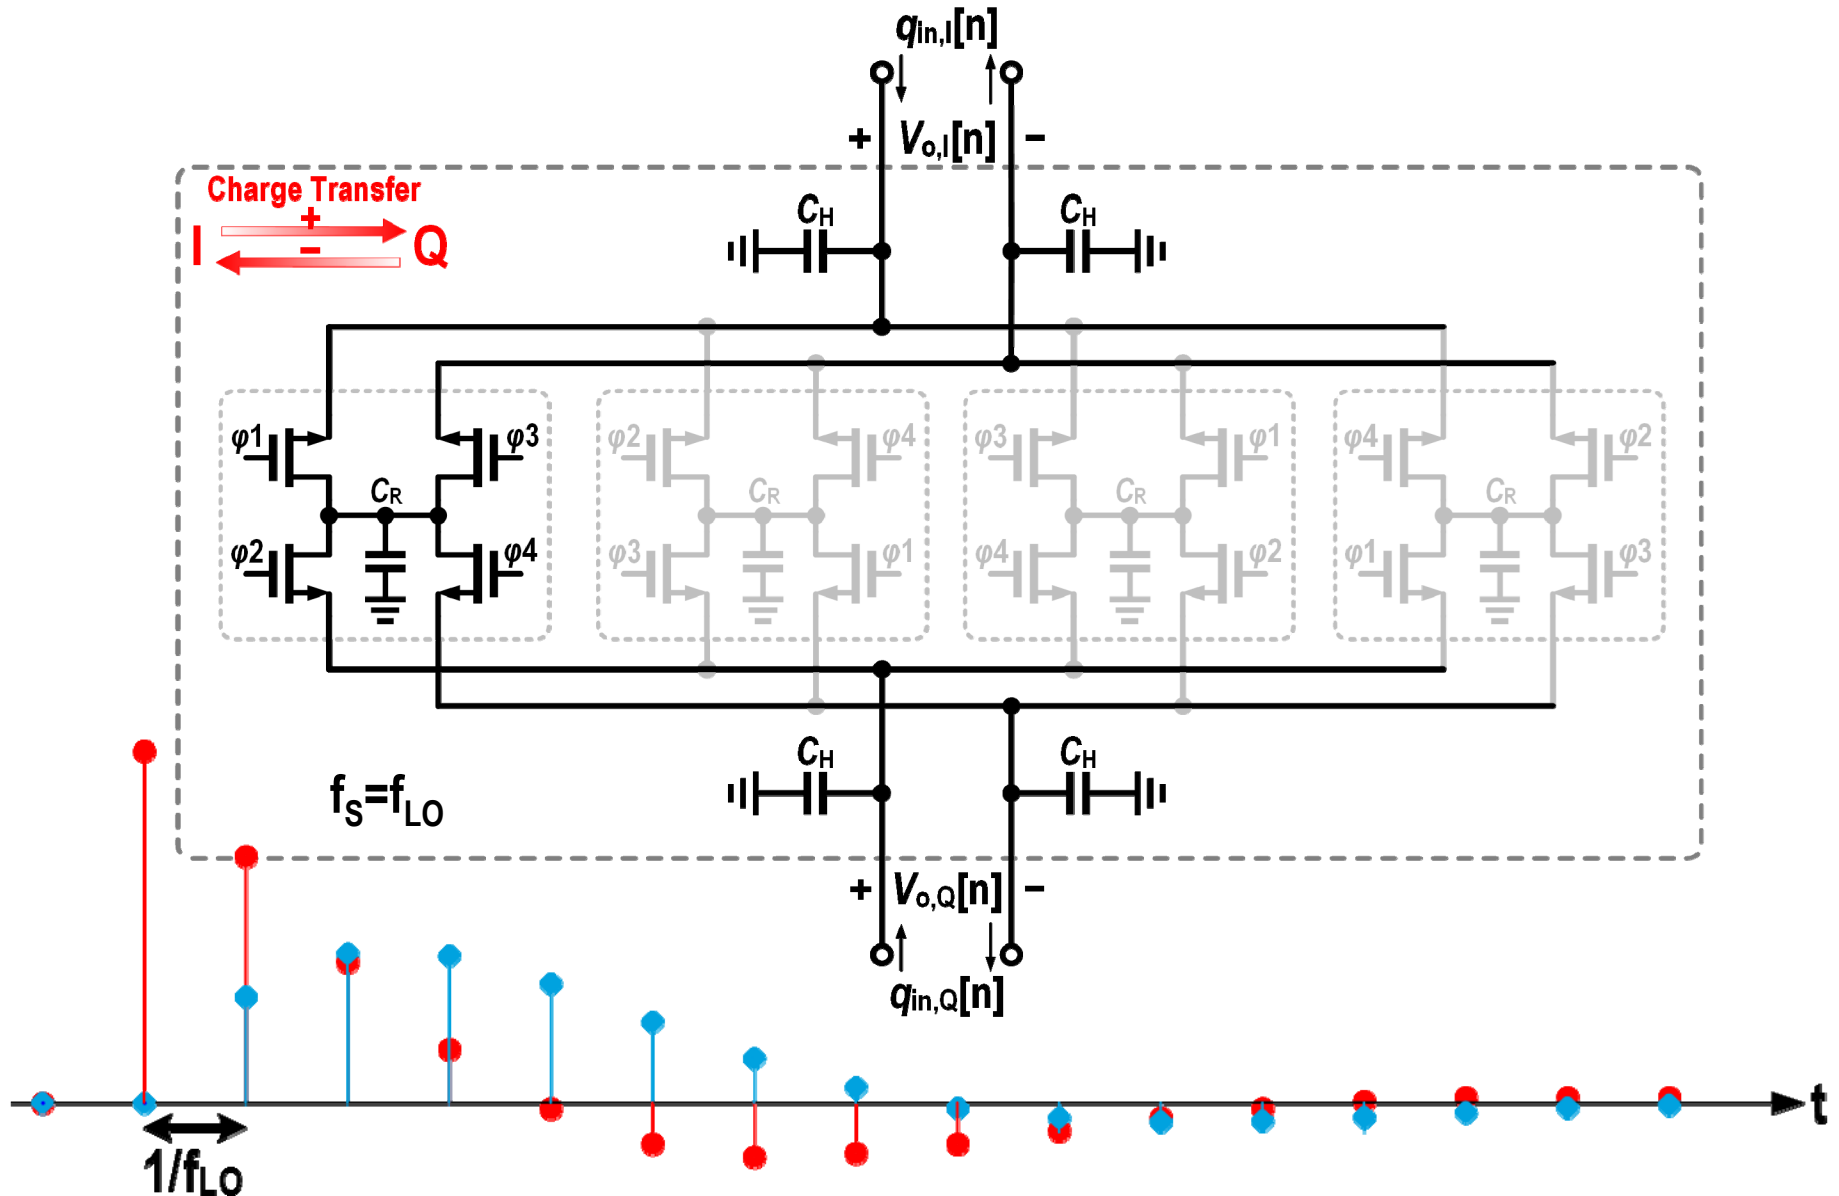 qin,I[n]
+ Vo,I[n] −
Charge Transfer
+
I − Q
CH CH
φ1 φ3 φ2 φ4 φ3 φ1 φ4 φ2
CR CR CR CR
φ2 φ4 φ3 φ1 φ4 φ2 φ1 φ3
CH CH
fS=fLO
+ Vo,Q[n] −
qin,Q[n]
t
1/fLO